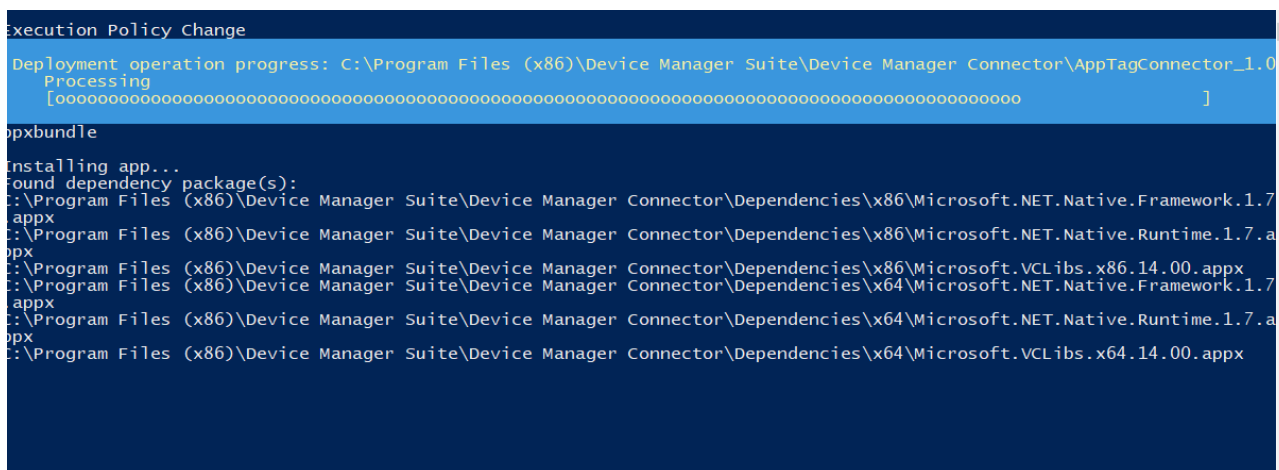 Execution Policy Change
Deployment operation progress: C:\Program Files (x86)\Device Manager Suite\Device Manager Connector\AppTagConnector_1.0
Processing
[ooooooooooooooooooooooooooooooooooooooooooooooooooooooooooooooooooooooooooooooooooooooooooo ]
ppxbundle
Installing app...
Found dependency package(s):
C:\Program Files (x86)\Device Manager Suite\Device Manager Connector\Dependencies\x86\Microsoft.NET.Native.Framework.1.7
.appx
C:\Program Files (x86)\Device Manager Suite\Device Manager Connector\Dependencies\x86\Microsoft.NET.Native.Runtime.1.7.a
ppx
C:\Program Files (x86)\Device Manager Suite\Device Manager Connector\Dependencies\x86\Microsoft.VCLibs.x86.14.00.appx
C:\Program Files (x86)\Device Manager Suite\Device Manager Connector\Dependencies\x64\Microsoft.NET.Native.Framework.1.7
.appx
C:\Program Files (x86)\Device Manager Suite\Device Manager Connector\Dependencies\x64\Microsoft.NET.Native.Runtime.1.7.a
ppx
C:\Program Files (x86)\Device Manager Suite\Device Manager Connector\Dependencies\x64\Microsoft.VCLibs.x64.14.00.appx